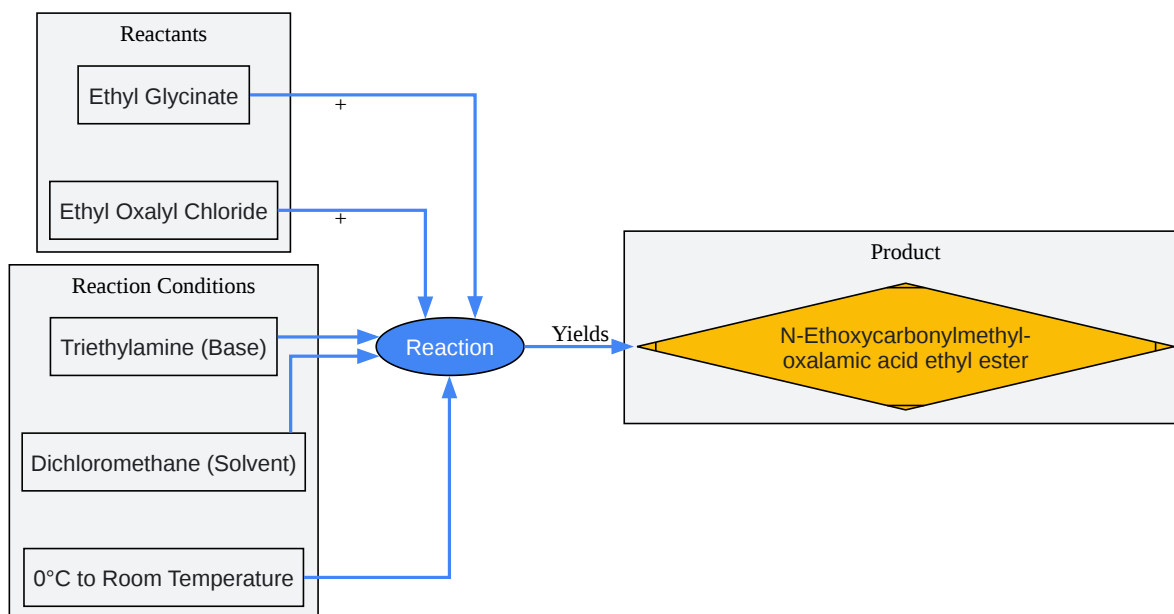 Reactants
Ethyl Glycinate
+
Ethyl Oxalyl Chloride
+
Reaction Conditions
Triethylamine (Base)
Dichloromethane (Solvent)
0°C to Room Temperature
Reaction
Yields
Product
N-Ethoxycarbonylmethyl-
oxalamic acid ethyl ester